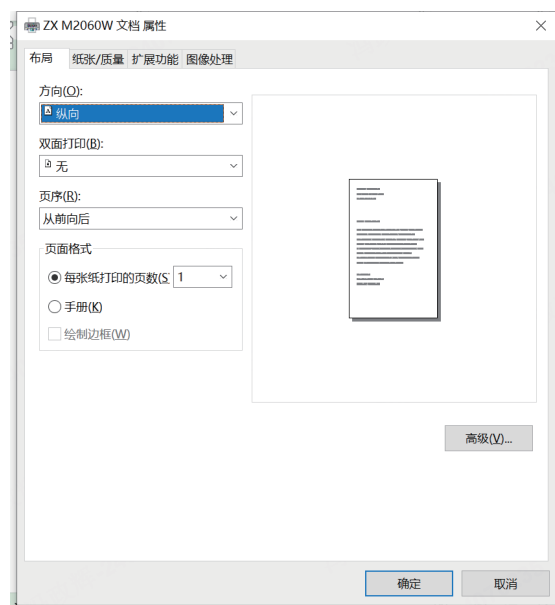 ZX M2060W 文档 属性
布局 纸张/质量 扩展功能 图像处理
方向(O):
纵向
双面打印(B):
无
页序(R):
从前向后
页面格式
每张纸打印的页数(S 1
手册(K)
绘制边框(W)
高级(V)...
确定 取消